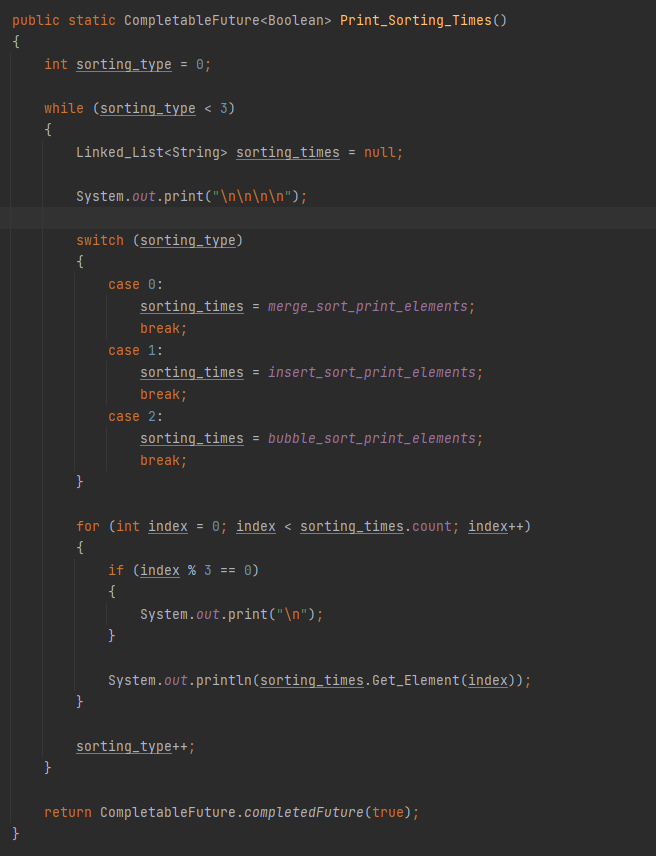 public static CompletableFuture<Boolean> Print_Sorting_Times()
{
    int sorting_type = 0;

    while (sorting_type < 3)
    {
        Linked_List<String> sorting_times = null;

        System.out.print("\n\n\n\n");

        switch (sorting_type)
        {
            case 0:
                sorting_times = merge_sort_print_elements;
                break;
            case 1:
                sorting_times = insert_sort_print_elements;
                break;
            case 2:
                sorting_times = bubble_sort_print_elements;
                break;
        }

        for (int index = 0; index < sorting_times.count; index++)
        {
            if (index % 3 == 0)
            {
                System.out.print("\n");
            }

            System.out.println(sorting_times.Get_Element(index));
        }

        sorting_type++;
    }

    return CompletableFuture.completedFuture(true);
}